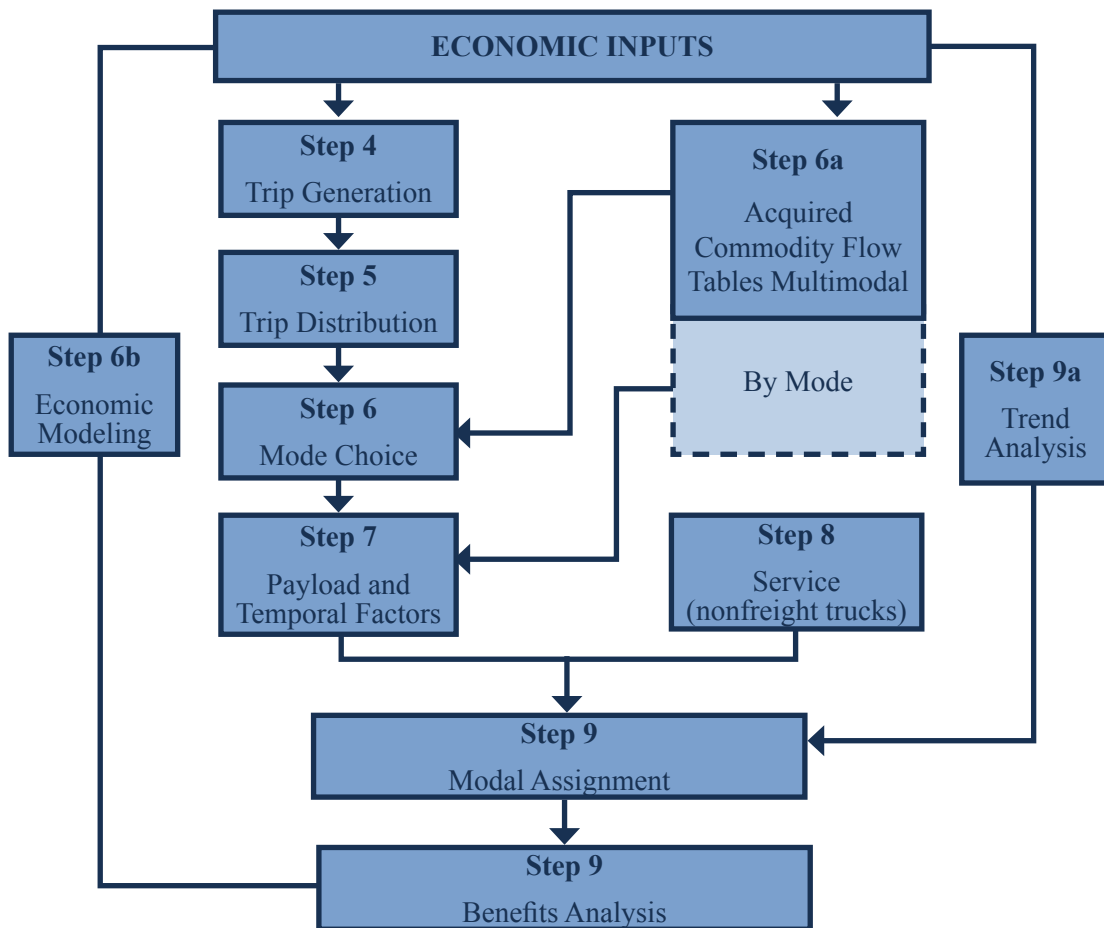 ECONOMIC INPUTS
Step 4
Trip Generation
Step 6a
Acquired
Commodity Flow
Tables Multimodal
Step 5
Trip Distribution
Step 6b
Economic
Modeling
Step 6
Mode Choice
By Mode
Step 9a
Trend
Analysis
Step 7
Payload and
Temporal Factors
Step 8
Service
(nonfreight trucks)
Step 9
Modal Assignment
Step 9
Benefits Analysis